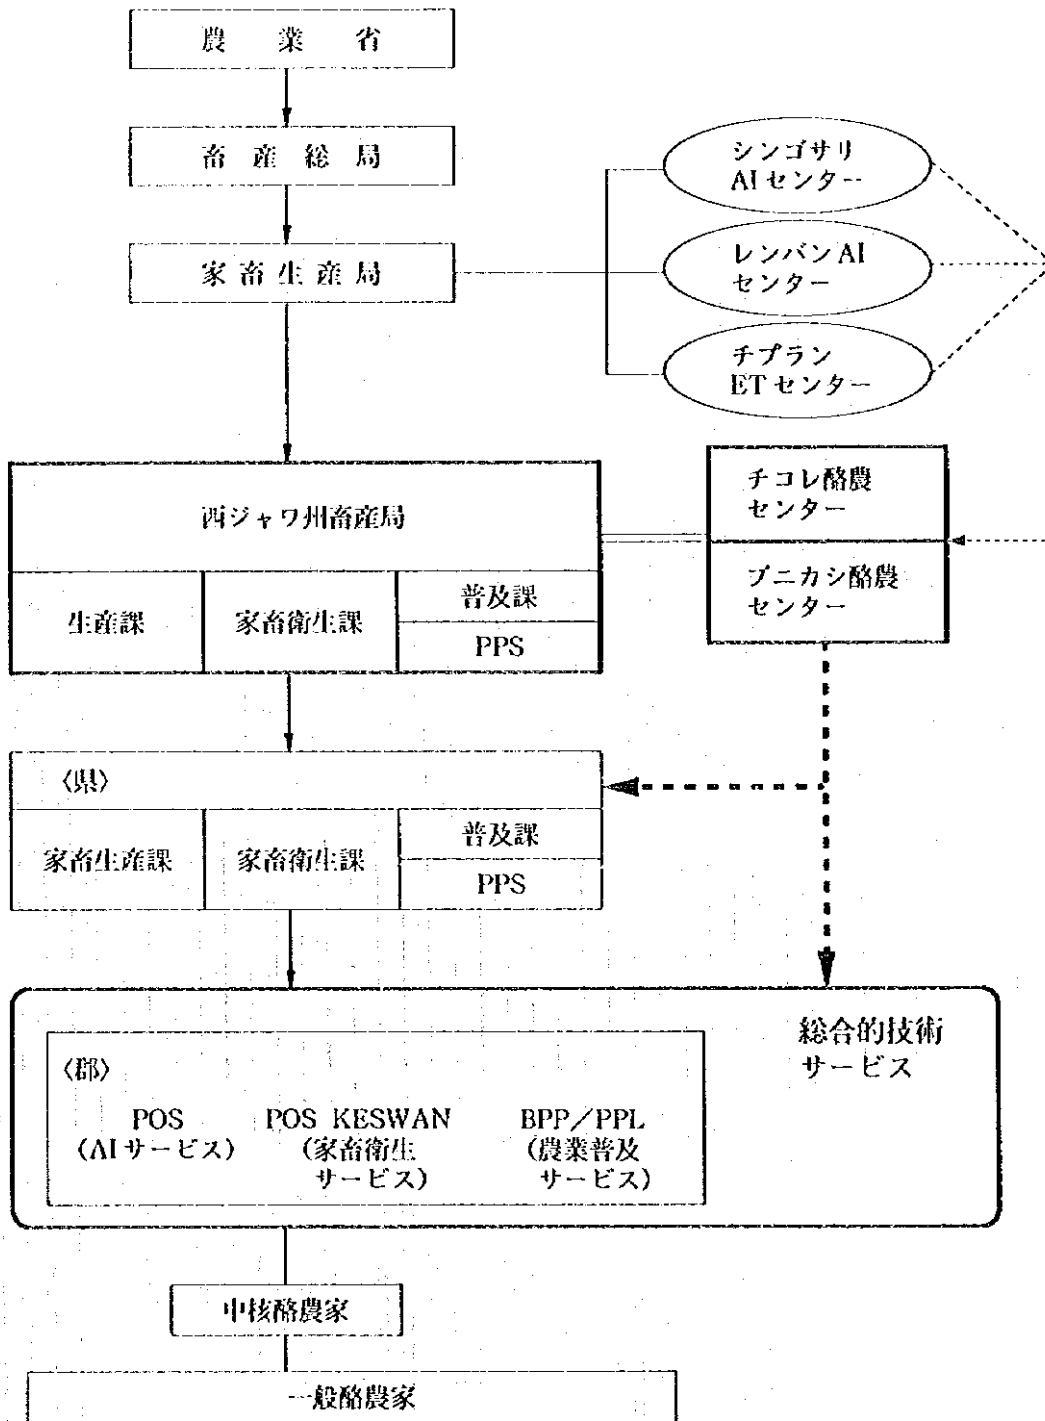 農業省
畜産総局
家畜生産局
シンゴサリ
AIセンター
レンバンAI
センター
チプラン
ETセンター
西ジャワ州畜産局
生産課
家畜衛生課
普及課
PPS
チコレ酪農
センター
ブニカシ酪農
センター
〈県〉
家畜生産課
家畜衛生課
普及課
PPS
総合的技術
サービス
〈郡〉
POS
(AIサービス)
POS KESWAN
(家畜衛生
サービス)
BPP/PPL
(農業普及
サービス)
中核酪農家
一般酪農家